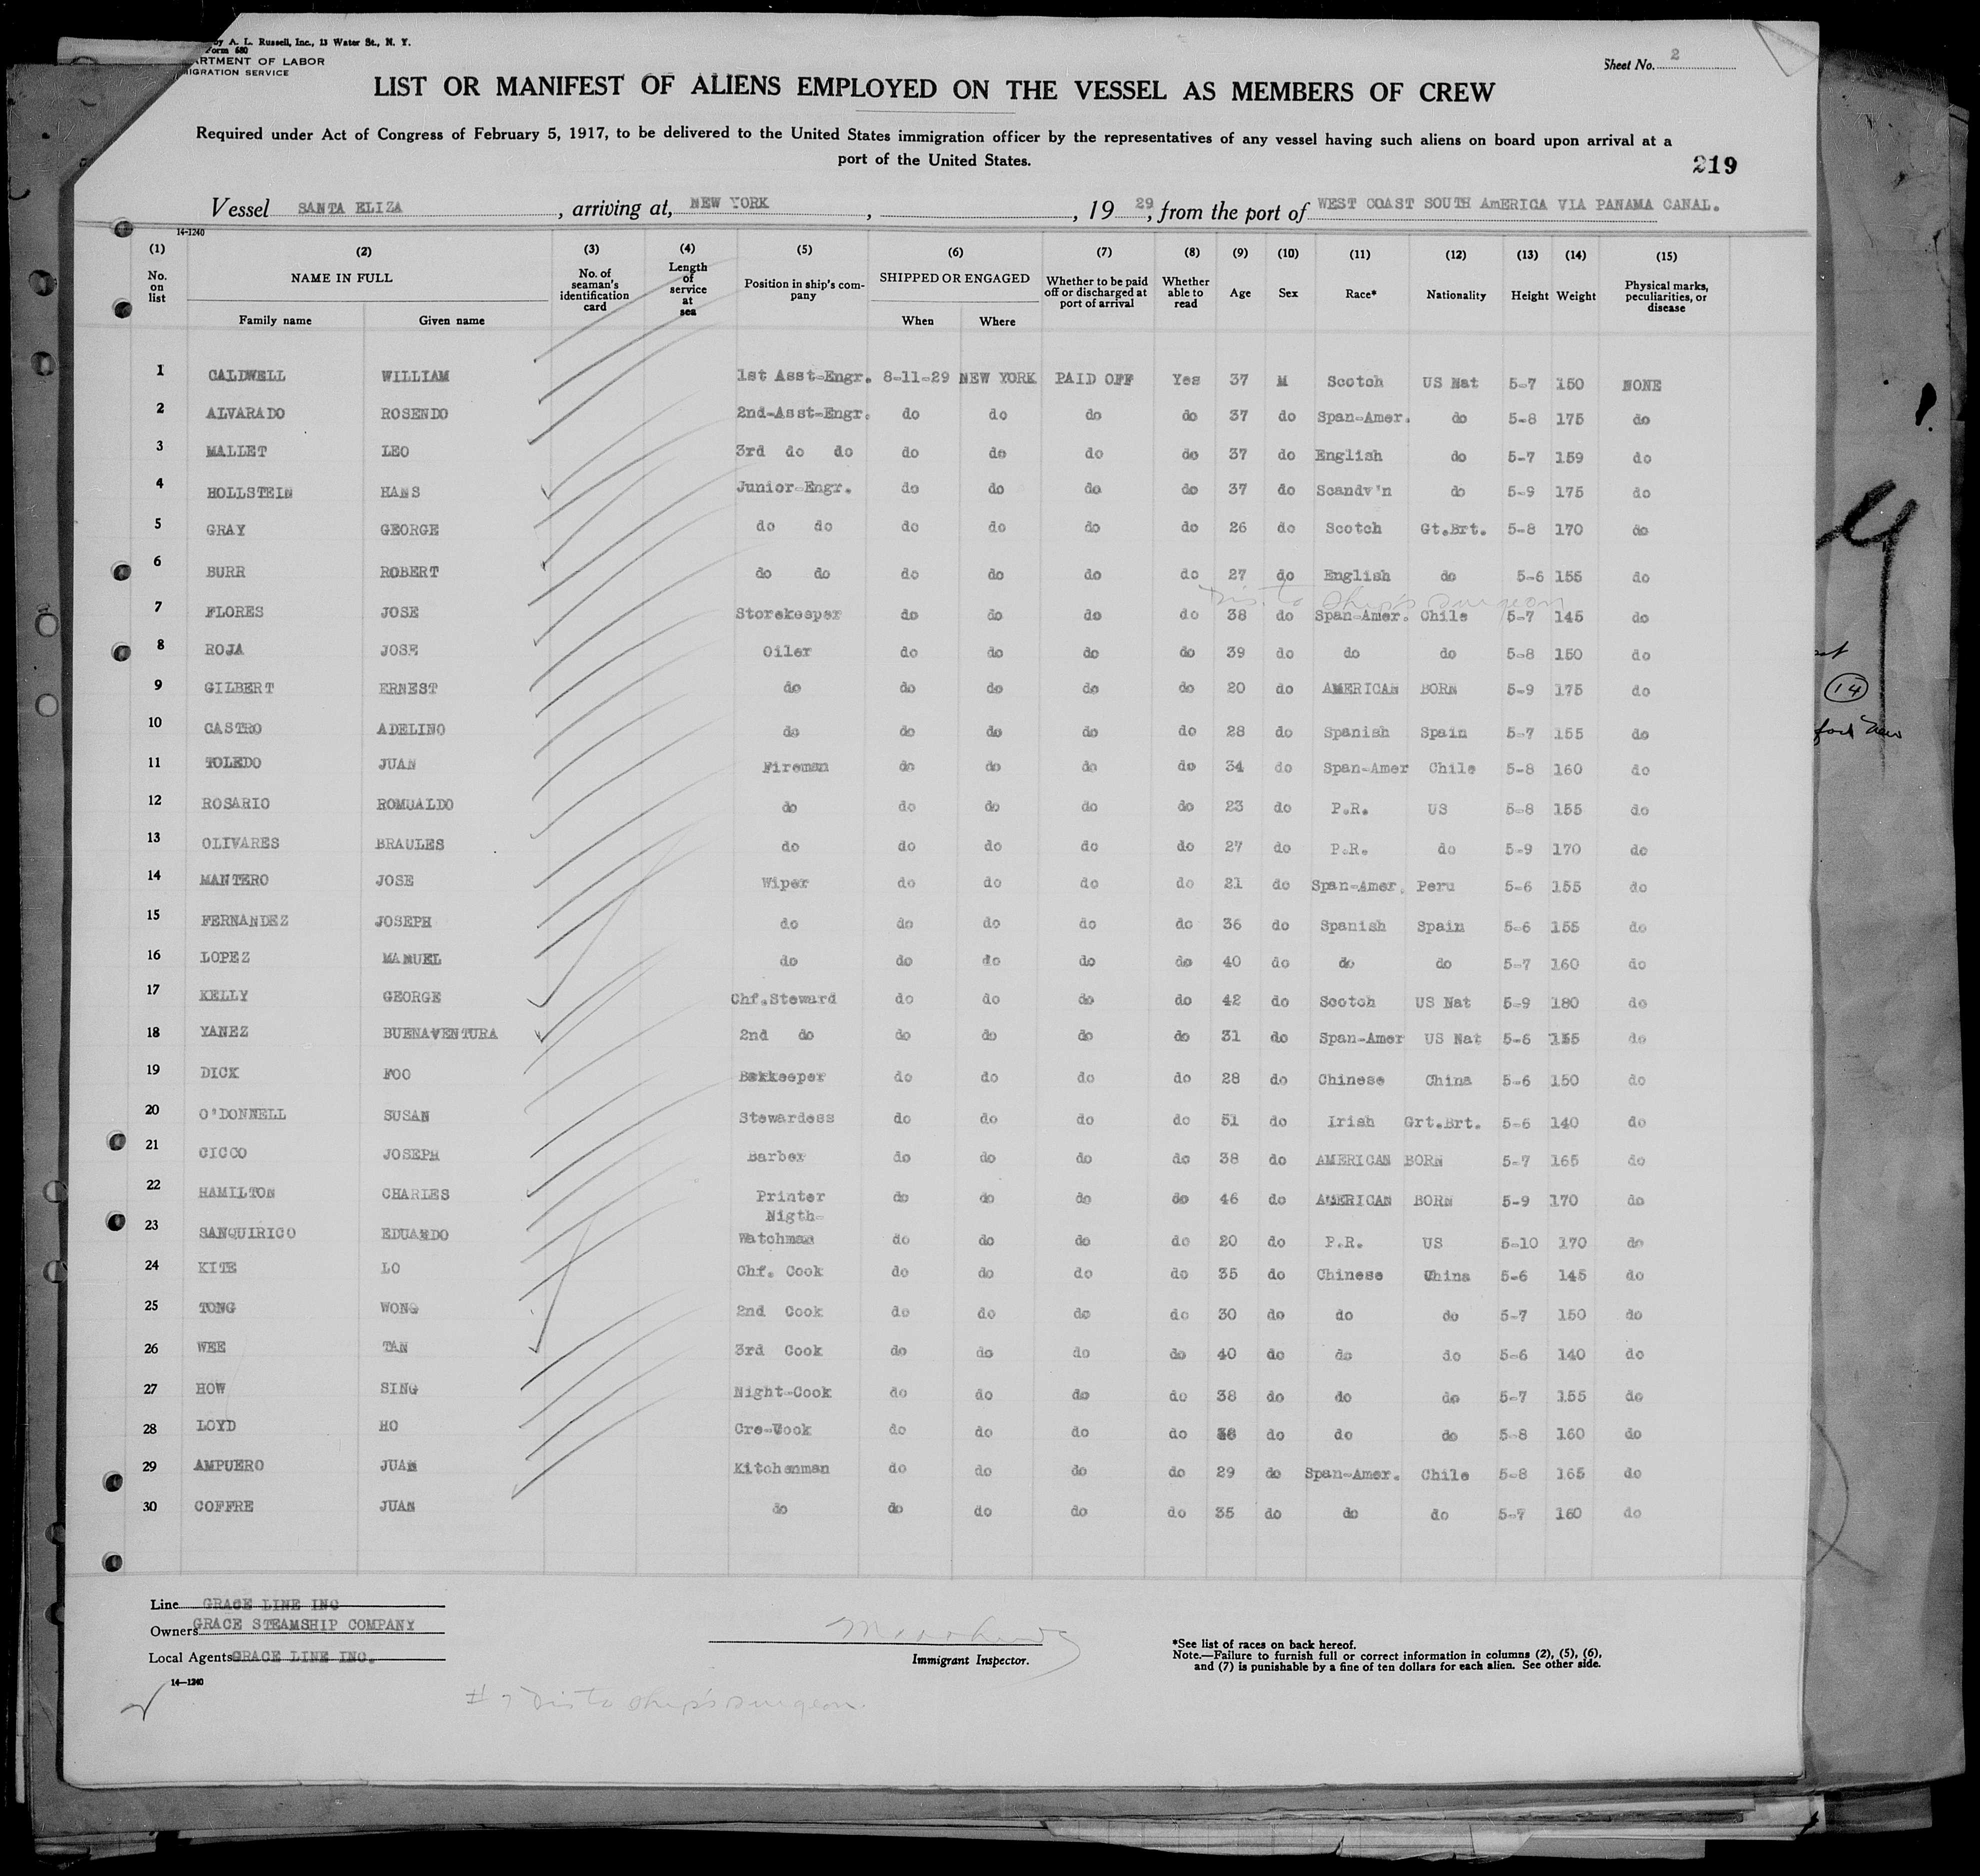 by A. L. Russell, Inc., 13 Water St., N. Y.
Form 680
ARTMENT OF LABOR
MIGRATION SERVICE
Sheet No. 2
LIST OR MANIFEST OF ALIENS EMPLOYED ON THE VESSEL AS MEMBERS OF CREW
Required under Act of Congress of February 5, 1917, to be delivered to the United States immigration officer by the representatives of any vessel having such aliens on board upon arrival at a
port of the United States.
219
Vessel SANTA ELIZA, arriving at, NEW YORK, , 19 29, from the port of WEST COAST SOUTH AmERICA VIA PANAMA CANAL.
14-1240
(1) (2) (3) (4) (5) (6) (7) (8) (9) (10) (11) (12) (13) (14) (15)
No. on list NAME IN FULL No. of seaman's identification card Length of service at sea Position in ship's company SHIPPED OR ENGAGED Whether to be paid off or discharged at port of arrival Whether able to read Age Sex Race* Nationality Height Weight Physical marks, peculiarities, or disease
Family name Given name When Where
1 CALDWELL WILLIAM 1st Asst-Engr. 8-11-29 NEW YORK PAID OFF Yes 37 M Scotch US Nat 5-7 150 NONE
2 ALVARADO ROSENDO 2nd-Asst-Engr. do do do do 37 do Span-Amer. do 5-8 175 do
3 MALLET LEO 3rd do do do do do do 37 do English do 5-7 159 do
4 HOLLSTEIN HANS Junior-Engr. do do do do 37 do Scandv'n do 5-9 175 do
5 GRAY GEORGE do do do do do do 26 do Scotch Gt.Brt. 5-8 170 do
6 BURR ROBERT do do do do do do 27 do English do 5-6 155 do
Dis. to Ship's Surgeon
7 FLORES JOSE Storekeeper do do do do 38 do Span-Amer. Chile 5-7 145 do
8 ROJA JOSE Oiler do do do do 39 do do do 5-8 150 do
9 GILBERT ERNEST do do do do do 20 do AMERICAN BORN 5-9 175 do
10 CASTRO ADELINO do do do do do 28 do Spanish Spain 5-7 155 do
11 TOLEDO JUAN Fireman do do do do 34 do Span-Amer Chile 5-8 160 do
12 ROSARIO ROMUALDO do do do do do 23 do P.R. US 5-8 155 do
13 OLIVARES BRAULES do do do do do 27 do P.R. do 5-9 170 do
14 MANTERO JOSE Wiper do do do do 21 do Span-Amer. Peru 5-6 155 do
15 FERNANDEZ JOSEPH do do do do do 36 do Spanish Spain 5-6 155 do
16 LOPEZ MANUEL do do do do do 40 do do do 5-7 160 do
17 KELLY GEORGE Chf.Steward do do do do 42 do Scotch US Nat 5-9 180 do
18 YANEZ BUENAVENTURA 2nd do do do do do 31 do Span-Amer US Nat 5-6 155 do
19 DICK FOO Bkkeeper do do do do 28 do Chinese China 5-6 150 do
20 O'DONNELL SUSAN Stewardess do do do do 51 do Irish Grt.Brt. 5-6 140 do
21 CICCO JOSEPH Barber do do do do 38 do AMERICAN BORN 5-7 165 do
22 HAMILTON CHARLES Printer do do do do 46 do AMERICAN BORN 5-9 170 do
23 SANQUIRICO EDUANDO Nigth-Watchman do do do do 20 do P.R. US 5-10 170 do
24 KITE LO Chf. Cook do do do do 35 do Chinese China 5-6 145 do
25 TONG WONG 2nd Cook do do do do 30 do do do 5-7 150 do
26 WEE TAN 3rd Cook do do do do 40 do do do 5-6 140 do
27 HOW SING Night-Cook do do do do 38 do do do 5-7 155 do
28 LOYD HO Cre-Cook do do do do do do do 5-8 160 do
29 AMPUERO JUAN Kitchenman do do do do 29 do Span-Amer. Chile 5-8 165 do
30 COFFRE JUAN do do do do do 35 do do do 5-7 160 do
Line GRACE LINE INC
Owners GRACE STEAMSHIP COMPANY
Local Agents GRACE LINE INC.
14-1240
Immigrant Inspector.
*See list of races on back hereof.
Note.—Failure to furnish full or correct information in columns (2), (5), (6),
and (7) is punishable by a fine of ten dollars for each alien. See other side.
# 7 Dis to ship's surgeon.
14